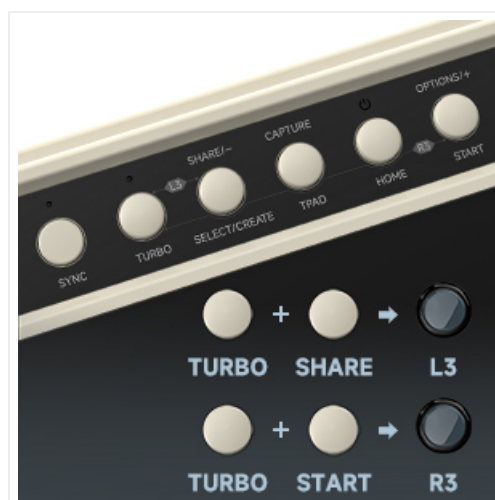 OPTIONS/+
CAPTURE
SHARE/−
L3
R3
START
HOME
TPAD
SELECT/CREATE
TURBO
SYNC
TURBO + SHARE ➡ L3
TURBO + START ➡ R3